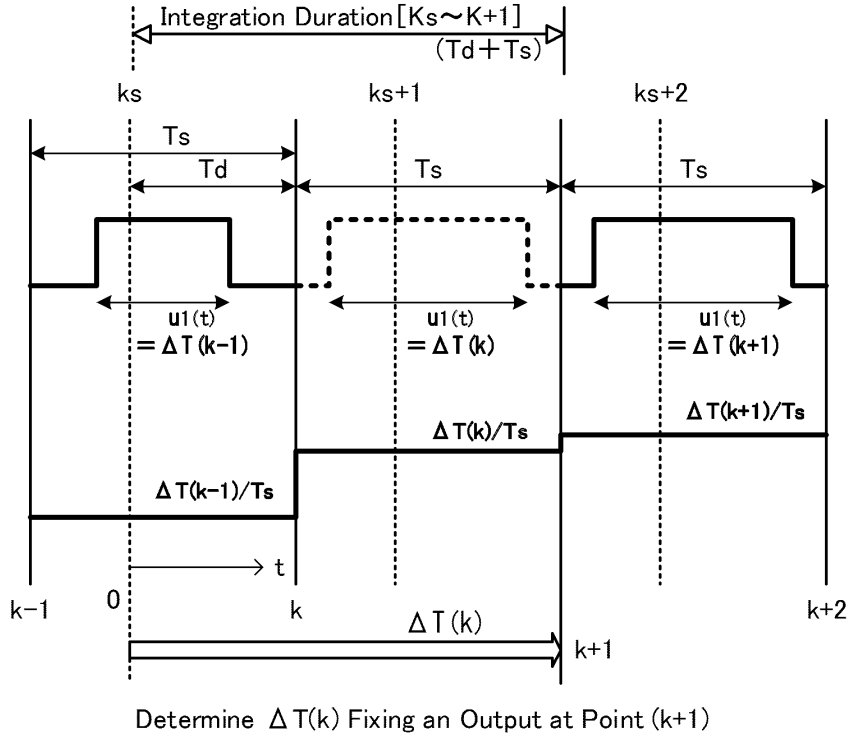 Integration Duration[Ks～K+1]
(Td+Ts)
ks ks+1 ks+2
Ts
Td Ts Ts
u1(t) u1(t) u1(t)
=ΔT(k-1) =ΔT(k) =ΔT(k+1)
ΔT(k+1)/Ts
ΔT(k)/Ts
ΔT(k-1)/Ts
t
k-1 0 k k+2
ΔT(k)
k+1
Determine ΔT(k) Fixing an Output at Point (k+1)